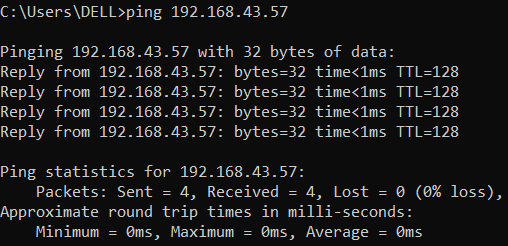 C:\Users\DELL>ping 192.168.43.57
Pinging 192.168.43.57 with 32 bytes of data:
Reply from 192.168.43.57: bytes=32 time<1ms TTL=128
Reply from 192.168.43.57: bytes=32 time<1ms TTL=128
Reply from 192.168.43.57: bytes=32 time<1ms TTL=128
Reply from 192.168.43.57: bytes=32 time<1ms TTL=128
Ping statistics for 192.168.43.57:
    Packets: Sent = 4, Received = 4, Lost = 0 (0% loss),
Approximate round trip times in milli-seconds:
    Minimum = 0ms, Maximum = 0ms, Average = 0ms